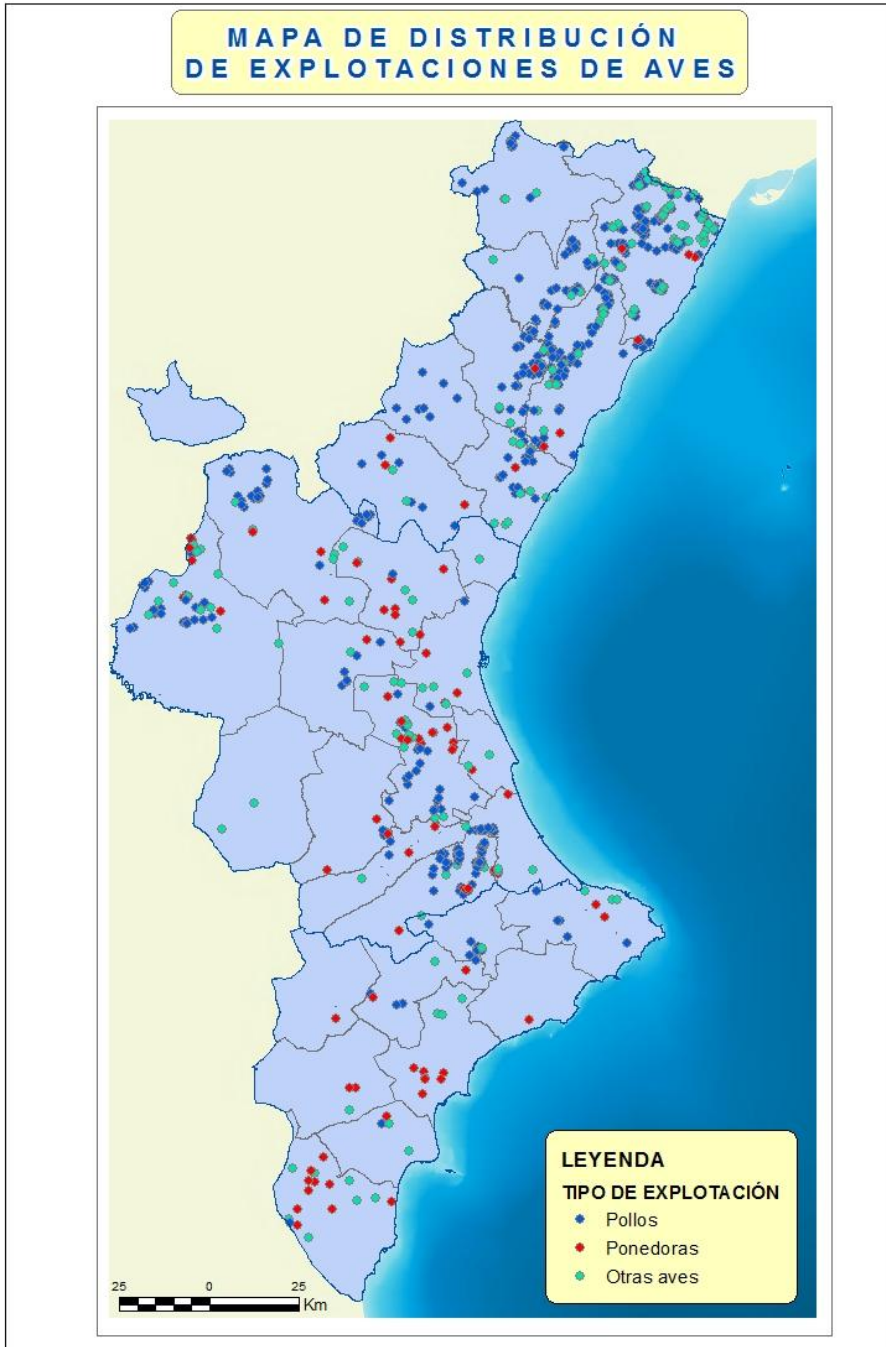 MAPA DE DISTRIBUCIÓN
DE EXPLOTACIONES DE AVES
LEYENDA
TIPO DE EXPLOTACIÓN
Pollos
Ponedoras
Otras aves
25 0 25
Km